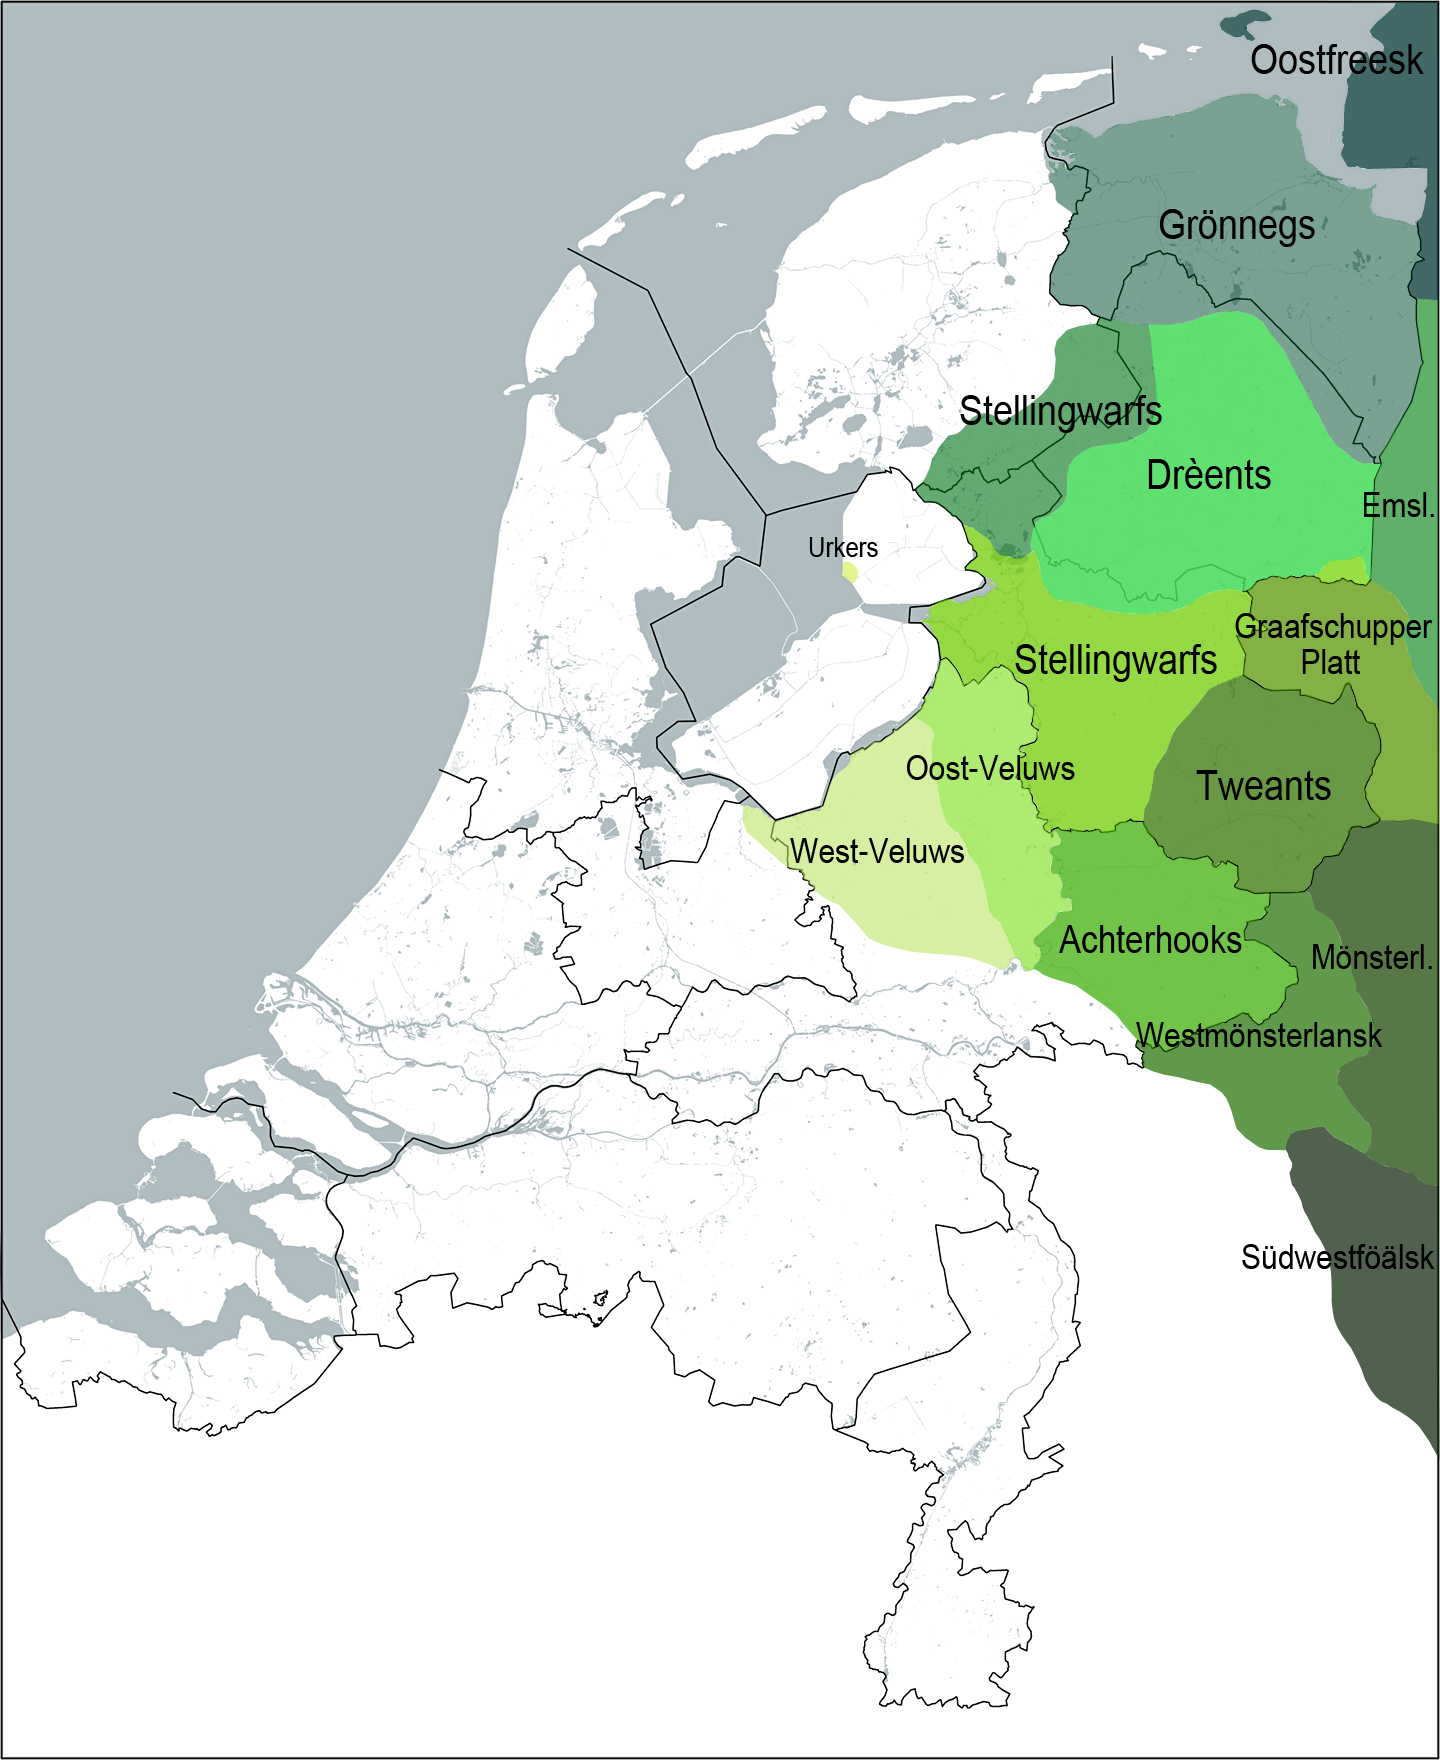 Oostfreesk
Grönnegs
Stellingwarfs
Drèents
Emsl.
Urkers
Graafschupper
Platt
Stellingwarfs
Oost-Veluws
Tweants
West-Veluws
Achterhooks
Mönsterl.
Westmönsterlansk
Südwestföälsk